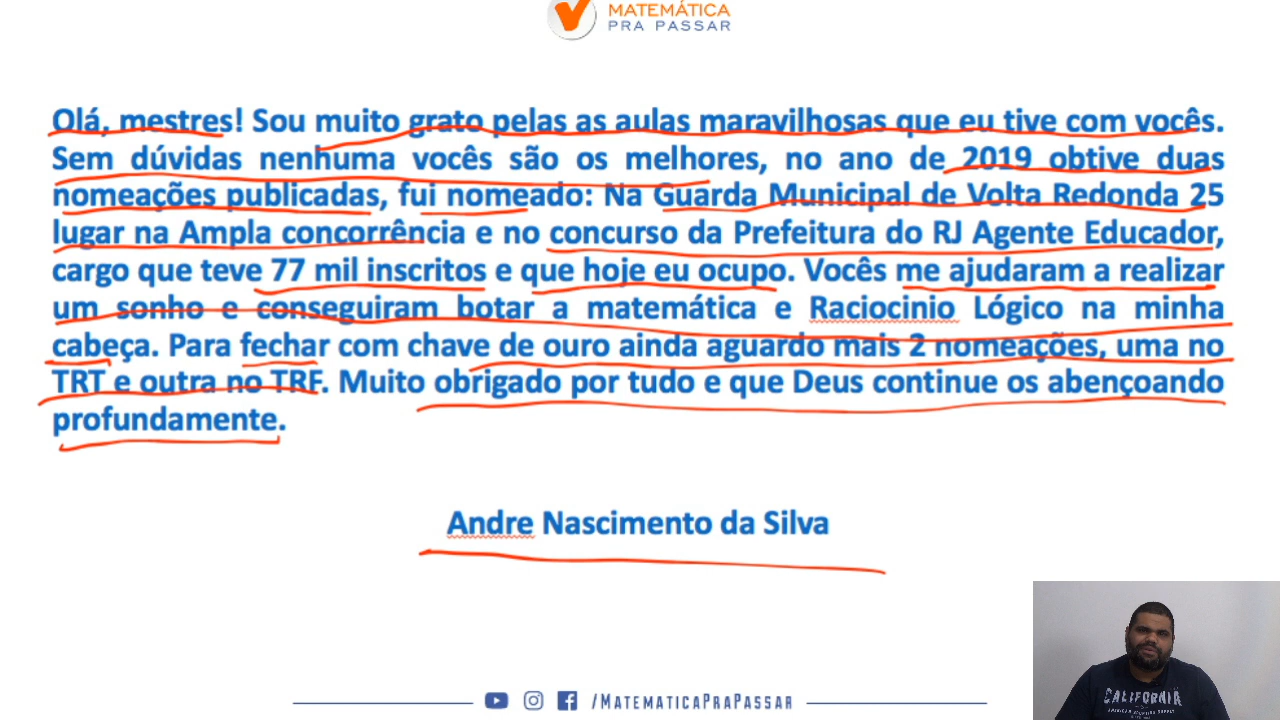 MATEMÁTICA
PRA PASSAR
Olá, mestres! Sou muito grato pelas as aulas maravilhosas que eu tive com vocês.
Sem dúvidas nenhuma vocês são os melhores, no ano de 2019 obtive duas
nomeações publicadas, fui nomeado: Na Guarda Municipal de Volta Redonda 25
lugar na Ampla concorrência e no concurso da Prefeitura do RJ Agente Educador,
cargo que teve 77 mil inscritos e que hoje eu ocupo. Vocês me ajudaram a realizar
um sonho e conseguiram botar a matemática e Raciocinio Lógico na minha
cabeça. Para fechar com chave de ouro ainda aguardo mais 2 nomeações, uma no
TRT e outra no TRF. Muito obrigado por tudo e que Deus continue os abençoando
profundamente.
Andre Nascimento da Silva
CALIFORNIA
/MATEMATICAPRAPASSAR